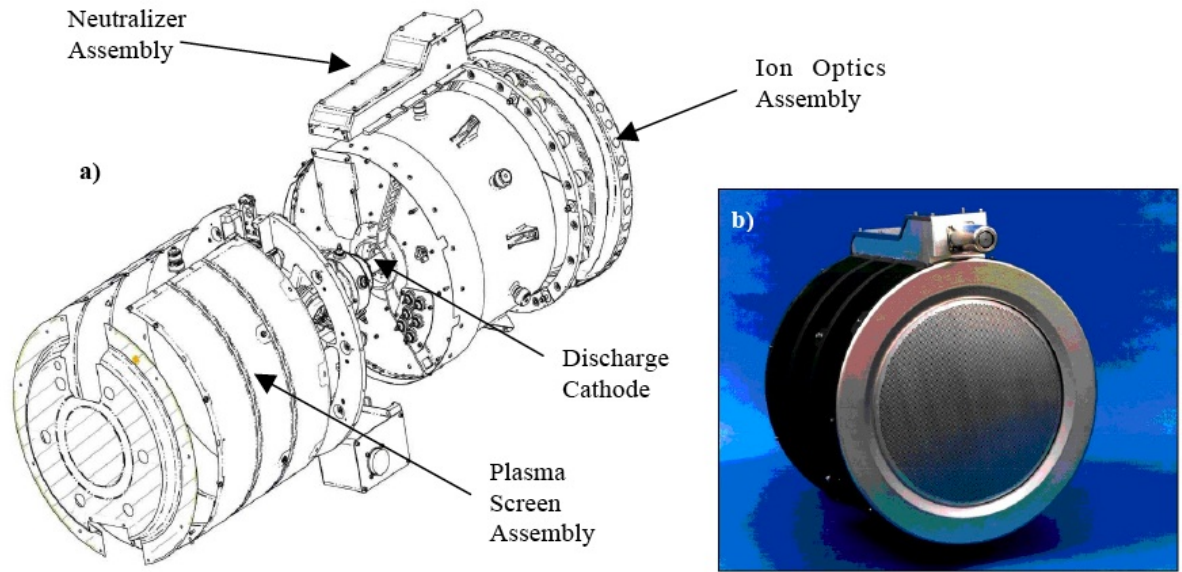 Neutralizer
Assembly
Ion Optics
Assembly
a)
b)
Discharge
Cathode
Plasma
Screen
Assembly